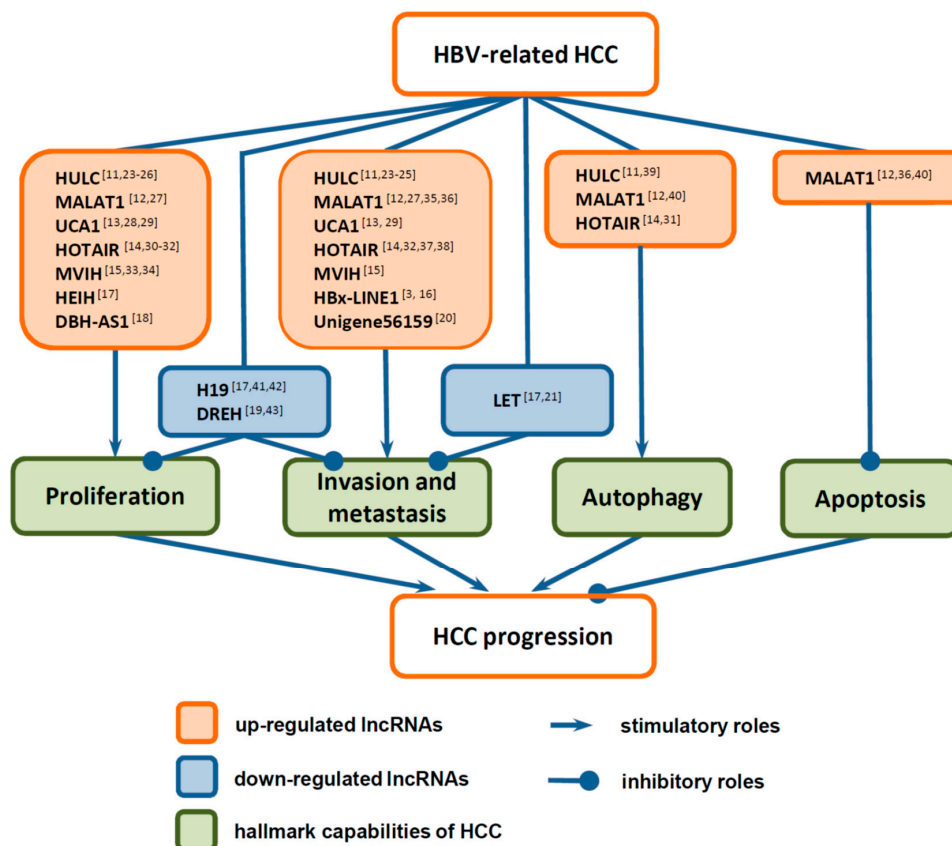 HBV-related HCC
HULC [11,23-26]
MALAT1 [12,27]
UCA1 [13,28,29]
HOTAIR [14,30-32]
MVIH [15,33,34]
HEIH [17]
DBH-AS1 [18]
HULC [11,23-25]
MALAT1 [12,27,35,36]
UCA1 [13, 29]
HOTAIR [14,32,37,38]
MVIH [15]
HBx-LINE1 [3, 16]
Unigene56159 [20]
HULC [11,39]
MALAT1 [12,40]
HOTAIR [14,31]
MALAT1 [12,36,40]
H19 [17,41,42]
DREH [19,43]
LET [17,21]
Proliferation
Invasion and
metastasis
Autophagy
Apoptosis
HCC progression
up-regulated lncRNAs
stimulatory roles
down-regulated lncRNAs
inhibitory roles
hallmark capabilities of HCC